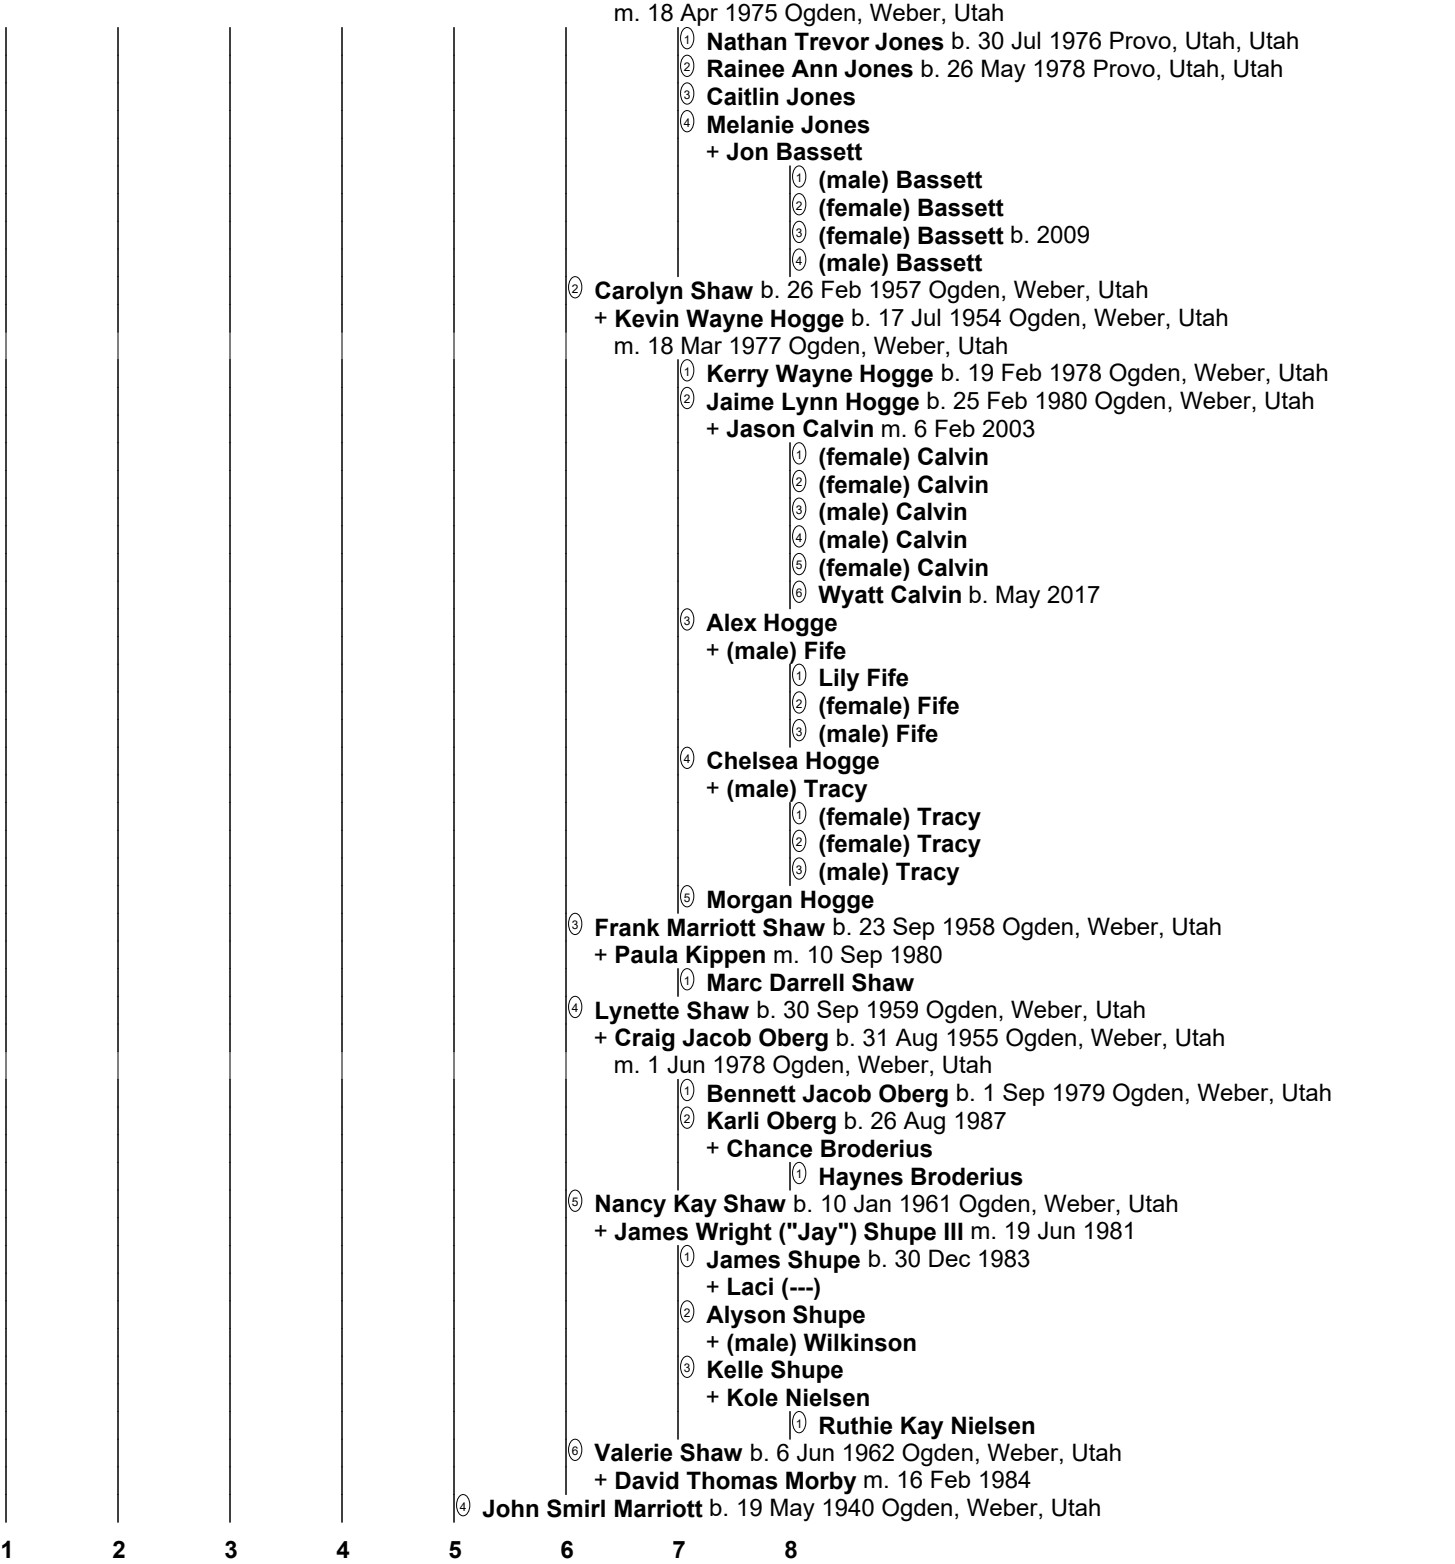 m. 18 Apr 1975 Ogden, Weber, Utah
① Nathan Trevor Jones b. 30 Jul 1976 Provo, Utah, Utah
② Rainee Ann Jones b. 26 May 1978 Provo, Utah, Utah
③ Caitlin Jones
④ Melanie Jones
+ Jon Bassett
① (male) Bassett
② (female) Bassett
③ (female) Bassett b. 2009
④ (male) Bassett
② Carolyn Shaw b. 26 Feb 1957 Ogden, Weber, Utah
+ Kevin Wayne Hogge b. 17 Jul 1954 Ogden, Weber, Utah
m. 18 Mar 1977 Ogden, Weber, Utah
① Kerry Wayne Hogge b. 19 Feb 1978 Ogden, Weber, Utah
② Jaime Lynn Hogge b. 25 Feb 1980 Ogden, Weber, Utah
+ Jason Calvin m. 6 Feb 2003
① (female) Calvin
② (female) Calvin
③ (male) Calvin
④ (male) Calvin
⑤ (female) Calvin
⑥ Wyatt Calvin b. May 2017
③ Alex Hogge
+ (male) Fife
① Lily Fife
② (female) Fife
③ (male) Fife
④ Chelsea Hogge
+ (male) Tracy
① (female) Tracy
② (female) Tracy
③ (male) Tracy
⑤ Morgan Hogge
③ Frank Marriott Shaw b. 23 Sep 1958 Ogden, Weber, Utah
+ Paula Kippen m. 10 Sep 1980
① Marc Darrell Shaw
④ Lynette Shaw b. 30 Sep 1959 Ogden, Weber, Utah
+ Craig Jacob Oberg b. 31 Aug 1955 Ogden, Weber, Utah
m. 1 Jun 1978 Ogden, Weber, Utah
① Bennett Jacob Oberg b. 1 Sep 1979 Ogden, Weber, Utah
② Karli Oberg b. 26 Aug 1987
+ Chance Broderius
① Haynes Broderius
⑤ Nancy Kay Shaw b. 10 Jan 1961 Ogden, Weber, Utah
+ James Wright ("Jay") Shupe III m. 19 Jun 1981
① James Shupe b. 30 Dec 1983
+ Laci (---)
② Alyson Shupe
+ (male) Wilkinson
③ Kelle Shupe
+ Kole Nielsen
① Ruthie Kay Nielsen
⑥ Valerie Shaw b. 6 Jun 1962 Ogden, Weber, Utah
+ David Thomas Morby m. 16 Feb 1984
④ John Smirl Marriott b. 19 May 1940 Ogden, Weber, Utah
1 2 3 4 5 6 7 8